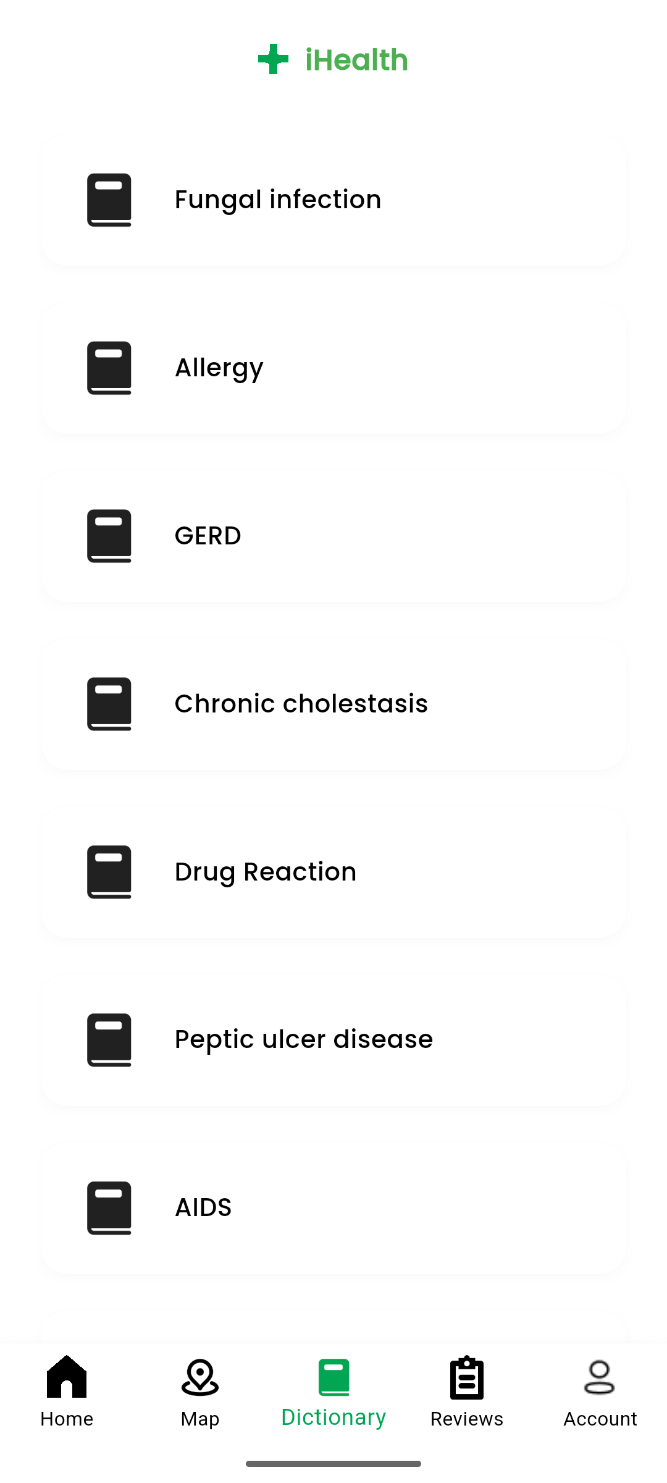 iHealth
Fungal infection
Allergy
GERD
Chronic cholestasis
Drug Reaction
Peptic ulcer disease
AIDS
Home Map Dictionary Reviews Account